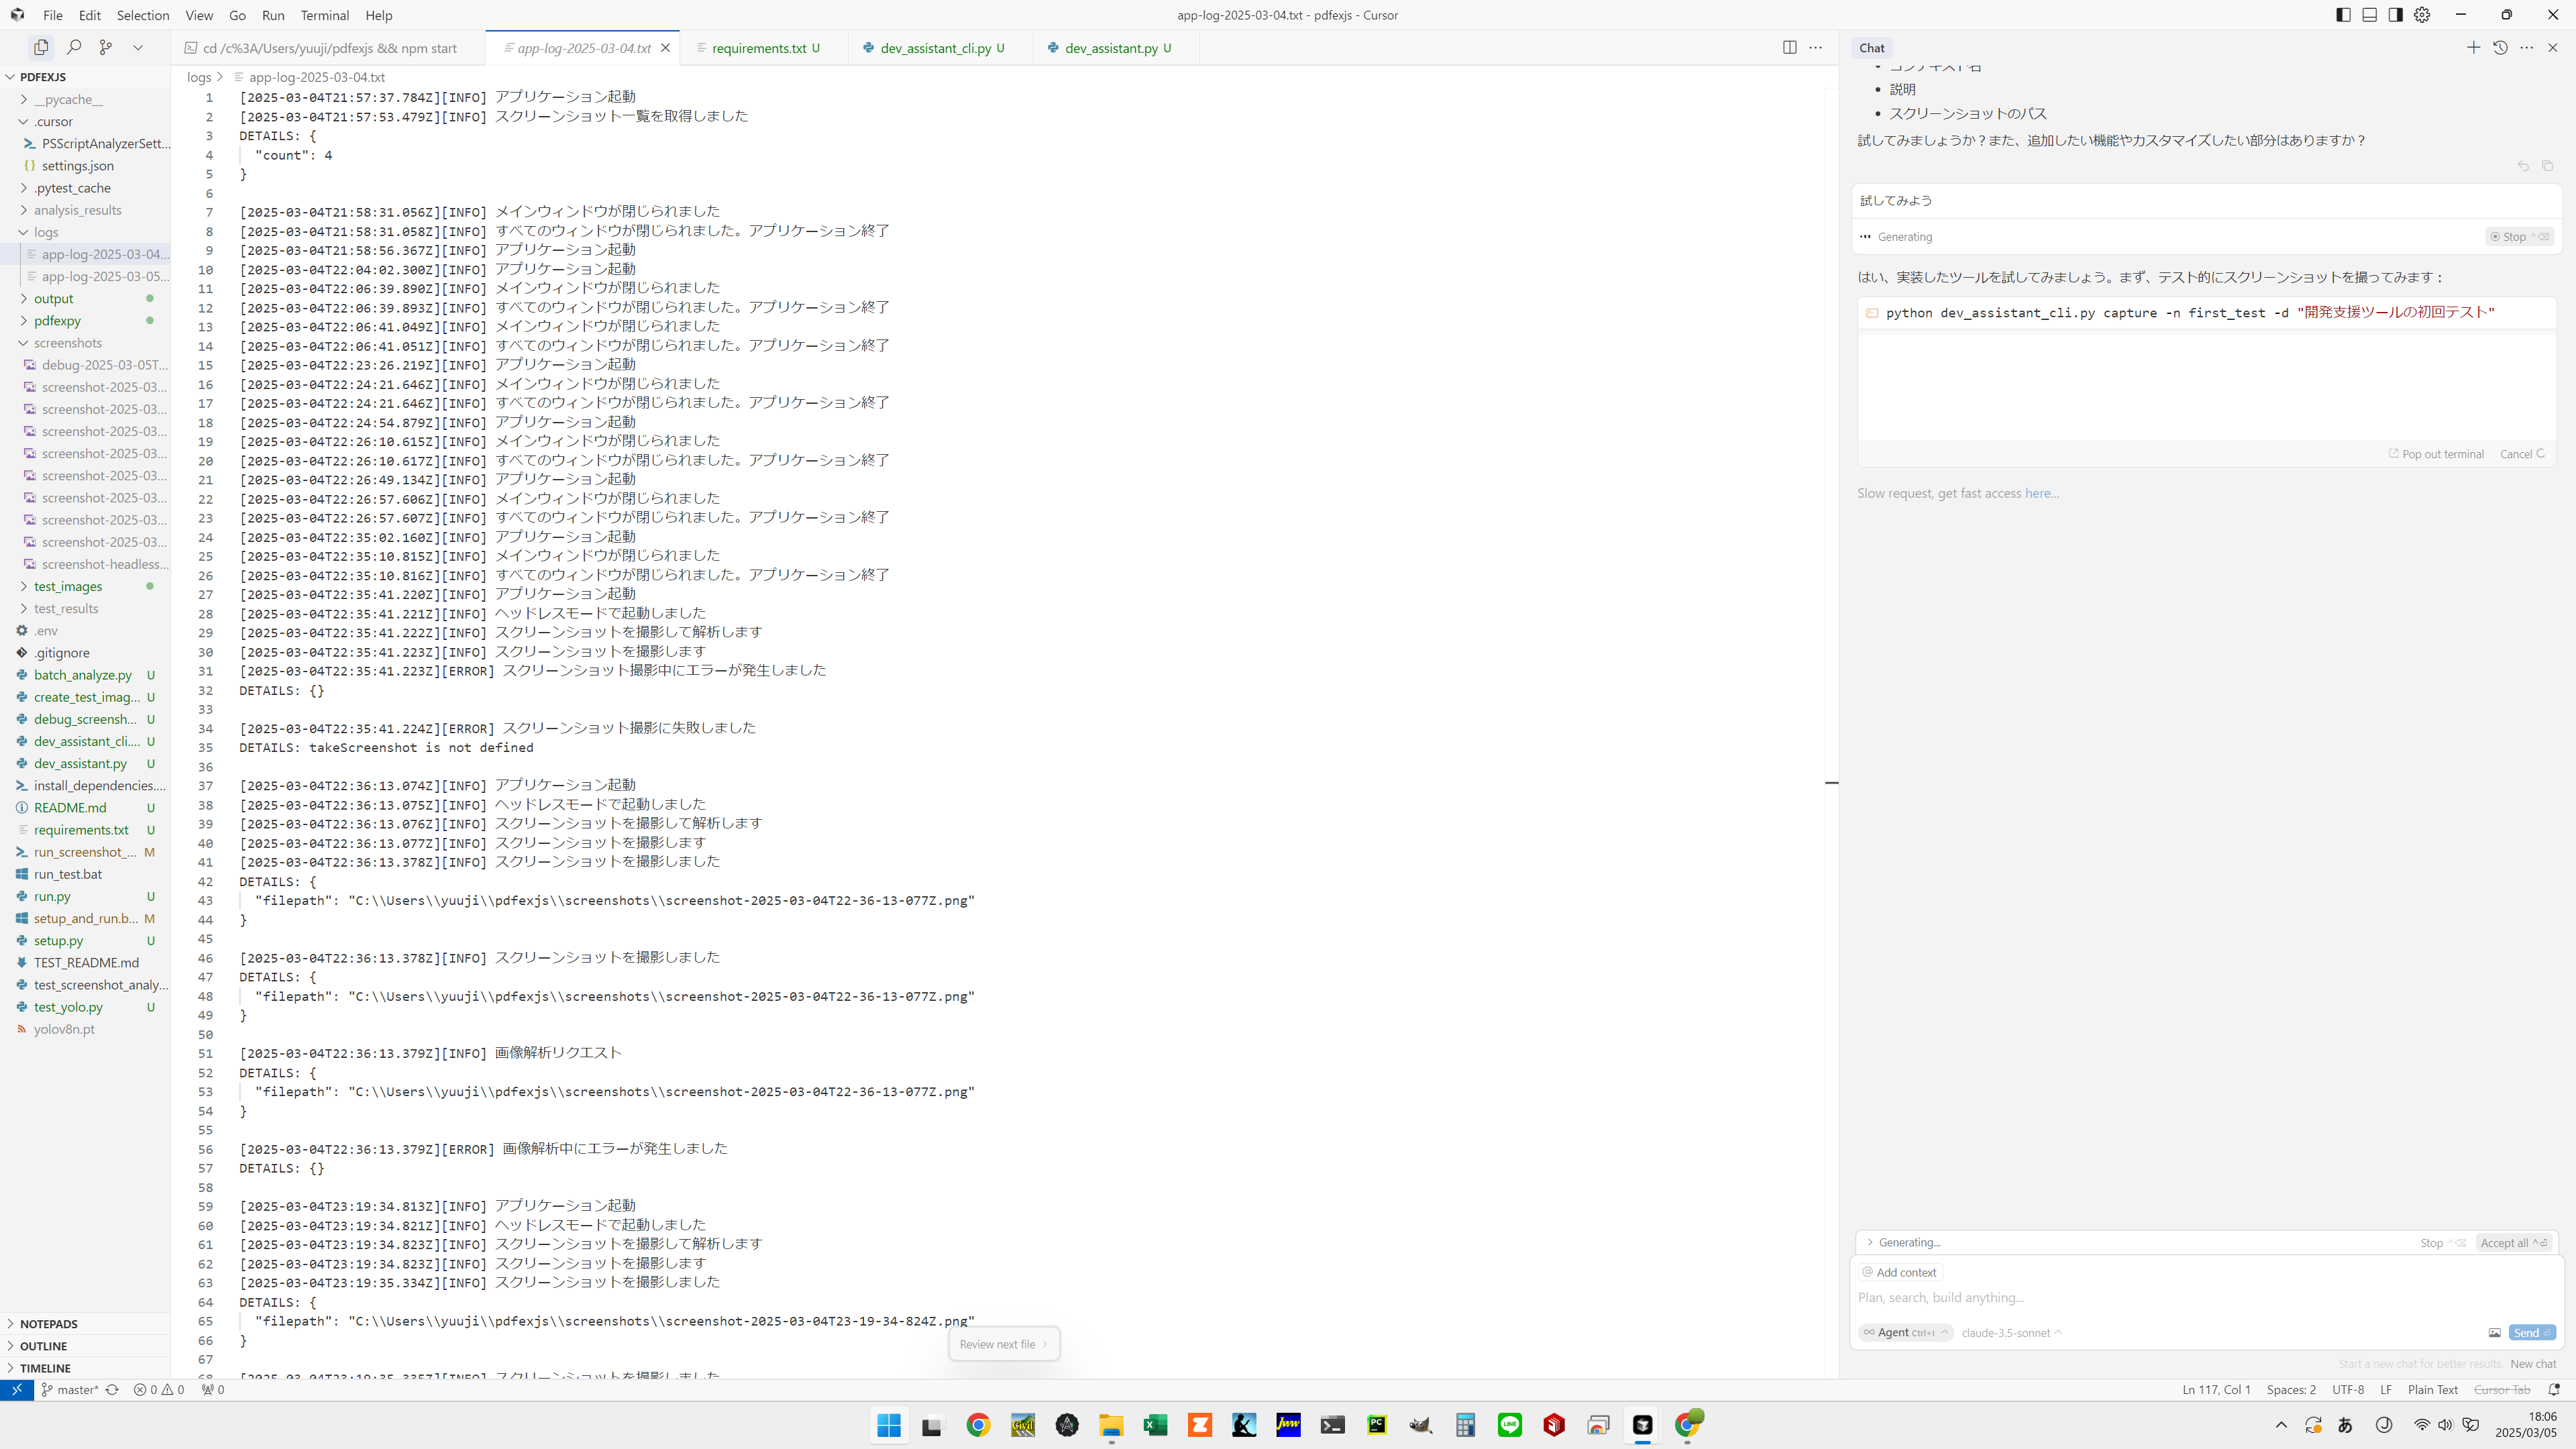 File Edit Selection View Go Run Terminal Help
app-log-2025-03-04.txt - pdfexjs - Cursor
PDFEXJS
__pycache__
.cursor
PSScriptAnalyzerSett...
settings.json
.pytest_cache
analysis_results
logs
app-log-2025-03-04...
app-log-2025-03-05...
output
pdfexpy
screenshots
debug-2025-03-05T...
screenshot-2025-03...
screenshot-2025-03...
screenshot-2025-03...
screenshot-2025-03...
screenshot-2025-03...
screenshot-2025-03...
screenshot-2025-03...
screenshot-2025-03...
screenshot-headless...
test_images
test_results
.env
.gitignore
batch_analyze.py U
create_test_imag... U
debug_screensh... U
dev_assistant_cli.... U
dev_assistant.py U
install_dependencies....
README.md U
requirements.txt U
run_screenshot_... M
run_test.bat
run.py U
setup_and_run.b... M
setup.py U
TEST_README.md
test_screenshot_analy...
test_yolo.py U
yolov8n.pt
NOTEPADS
OUTLINE
TIMELINE
cd /c%3A/Users/yuuji/pdfexjs && npm start
app-log-2025-03-04.txt
requirements.txt U
dev_assistant_cli.py U
dev_assistant.py U
logs > app-log-2025-03-04.txt
1 [2025-03-04T21:57:37.784Z][INFO] アプリケーション起動
2 [2025-03-04T21:57:53.479Z][INFO] スクリーンショット一覧を取得しました
3 DETAILS: {
4 "count": 4
5 }
6
7 [2025-03-04T21:58:31.056Z][INFO] メインウィンドウが閉じられました
8 [2025-03-04T21:58:31.058Z][INFO] すべてのウィンドウが閉じられました。アプリケーション終了
9 [2025-03-04T21:58:56.367Z][INFO] アプリケーション起動
10 [2025-03-04T22:04:02.300Z][INFO] アプリケーション起動
11 [2025-03-04T22:06:39.890Z][INFO] メインウィンドウが閉じられました
12 [2025-03-04T22:06:39.893Z][INFO] すべてのウィンドウが閉じられました。アプリケーション終了
13 [2025-03-04T22:06:41.049Z][INFO] メインウィンドウが閉じられました
14 [2025-03-04T22:06:41.051Z][INFO] すべてのウィンドウが閉じられました。アプリケーション終了
15 [2025-03-04T22:23:26.219Z][INFO] アプリケーション起動
16 [2025-03-04T22:24:21.646Z][INFO] メインウィンドウが閉じられました
17 [2025-03-04T22:24:21.646Z][INFO] すべてのウィンドウが閉じられました。アプリケーション終了
18 [2025-03-04T22:24:54.879Z][INFO] アプリケーション起動
19 [2025-03-04T22:26:10.615Z][INFO] メインウィンドウが閉じられました
20 [2025-03-04T22:26:10.617Z][INFO] すべてのウィンドウが閉じられました。アプリケーション終了
21 [2025-03-04T22:26:49.134Z][INFO] アプリケーション起動
22 [2025-03-04T22:26:57.606Z][INFO] メインウィンドウが閉じられました
23 [2025-03-04T22:26:57.607Z][INFO] すべてのウィンドウが閉じられました。アプリケーション終了
24 [2025-03-04T22:35:02.160Z][INFO] アプリケーション起動
25 [2025-03-04T22:35:10.815Z][INFO] メインウィンドウが閉じられました
26 [2025-03-04T22:35:10.816Z][INFO] すべてのウィンドウが閉じられました。アプリケーション終了
27 [2025-03-04T22:35:41.220Z][INFO] アプリケーション起動
28 [2025-03-04T22:35:41.221Z][INFO] ヘッドレスモードで起動しました
29 [2025-03-04T22:35:41.222Z][INFO] スクリーンショットを撮影して解析します
30 [2025-03-04T22:35:41.223Z][INFO] スクリーンショットを撮影します
31 [2025-03-04T22:35:41.223Z][ERROR] スクリーンショット撮影中にエラーが発生しました
32 DETAILS: {}
33
34 [2025-03-04T22:35:41.224Z][ERROR] スクリーンショット撮影に失敗しました
35 DETAILS: takeScreenshot is not defined
36
37 [2025-03-04T22:36:13.074Z][INFO] アプリケーション起動
38 [2025-03-04T22:36:13.075Z][INFO] ヘッドレスモードで起動しました
39 [2025-03-04T22:36:13.076Z][INFO] スクリーンショットを撮影して解析します
40 [2025-03-04T22:36:13.077Z][INFO] スクリーンショットを撮影します
41 [2025-03-04T22:36:13.378Z][INFO] スクリーンショットを撮影しました
42 DETAILS: {
43 "filepath": "C:\\Users\\yuuji\\pdfexjs\\screenshots\\screenshot-2025-03-04T22-36-13-077Z.png"
44 }
45
46 [2025-03-04T22:36:13.378Z][INFO] スクリーンショットを撮影しました
47 DETAILS: {
48 "filepath": "C:\\Users\\yuuji\\pdfexjs\\screenshots\\screenshot-2025-03-04T22-36-13-077Z.png"
49 }
50
51 [2025-03-04T22:36:13.379Z][INFO] 画像解析リクエスト
52 DETAILS: {
53 "filepath": "C:\\Users\\yuuji\\pdfexjs\\screenshots\\screenshot-2025-03-04T22-36-13-077Z.png"
54 }
55
56 [2025-03-04T22:36:13.379Z][ERROR] 画像解析中にエラーが発生しました
57 DETAILS: {}
58
59 [2025-03-04T23:19:34.813Z][INFO] アプリケーション起動
60 [2025-03-04T23:19:34.821Z][INFO] ヘッドレスモードで起動しました
61 [2025-03-04T23:19:34.823Z][INFO] スクリーンショットを撮影して解析します
62 [2025-03-04T23:19:34.823Z][INFO] スクリーンショットを撮影します
63 [2025-03-04T23:19:35.334Z][INFO] スクリーンショットを撮影しました
64 DETAILS: {
65 "filepath": "C:\\Users\\yuuji\\pdfexjs\\screenshots\\screenshot-2025-03-04T23-19-34-824Z.png"
66 }
67
68 [2025-03-04T23:19:35.335Z][INFO] スクリーンショットを撮影しました
Review next file
Chat
• コンテキスト名
• 説明
• スクリーンショットのパス
試してみましょうか？また、追加したい機能やカスタマイズしたい部分はありますか？
試してみよう
Generating
Stop ^⌫
はい、実装したツールを試してみましょう。まず、テスト的にスクリーンショットを撮ってみます：
python dev_assistant_cli.py capture -n first_test -d "開発支援ツールの初回テスト"
Pop out terminal Cancel
Slow request, get fast access here...
Generating... Stop ^⌫ Accept all ^⏎
@ Add context
Plan, search, build anything...
∞ Agent Ctrl+I claude-3.5-sonnet Send ⏎
Start a new chat for better results. New chat
master* 0 0 0
Ln 117, Col 1 Spaces: 2 UTF-8 LF Plain Text Cursor Tab
Civil
Jww
PC
LINE
あ
18:06
2025/03/05